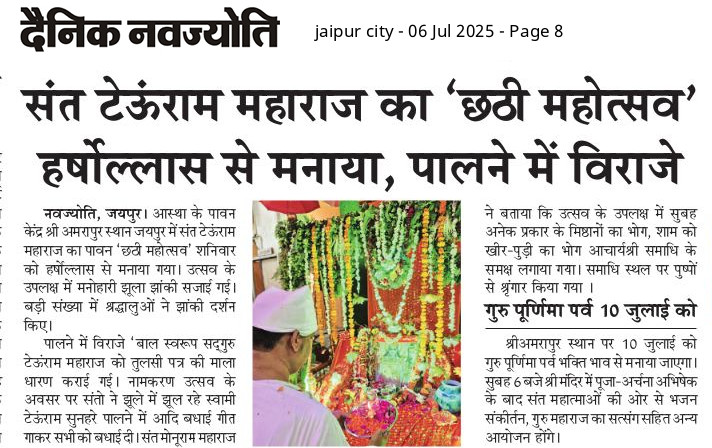 दैनिक नवज्योति
jaipur city - 06 Jul 2025 - Page 8
संत टेऊंराम महाराज का ‘छठी महोत्सव’
हर्षोल्लास से मनाया, पालने में विराजे
नवज्योति, जयपुर। आस्था के पावन
केंद्र श्री अमरापुर स्थान जयपुर में संत टेऊंराम
महाराज का पावन ‘छठी महोत्सव’ शनिवार
को हर्षोल्लास से मनाया गया। उत्सव के
उपलक्ष में मनोहारी झूला झांकी सजाई गई।
बड़ी संख्या में श्रद्धालुओं ने झांकी दर्शन
किए।
पालने में विराजे ‘बाल स्वरूप सद्गुरु
टेऊंराम महाराज को तुलसी पत्र की माला
धारण कराई गई। नामकरण उत्सव के
अवसर पर संतो ने झूले में झूल रहे स्वामी
टेऊंराम सुनहरे पालने में आदि बधाई गीत
गाकर सभी को बधाई दी। संत मोनूराम महाराज
ने बताया कि उत्सव के उपलक्ष में सुबह
अनेक प्रकार के मिष्ठानों का भोग, शाम को
खीर-पुड़ी का भोग आचार्यश्री समाधि के
समक्ष लगाया गया। समाधि स्थल पर पुष्पों
से श्रृंगार किया गया ।
गुरु पूर्णिमा पर्व 10 जुलाई को
श्रीअमरापुर स्थान पर 10 जुलाई को
गुरु पूर्णिमा पर्व भक्ति भाव से मनाया जाएगा।
सुबह 6 बजे श्री मंदिर में पूजा-अर्चना अभिषेक
के बाद संत महात्माओं की ओर से भजन
संकीर्तन, गुरु महाराज का सत्संग सहित अन्य
आयोजन होंगे।